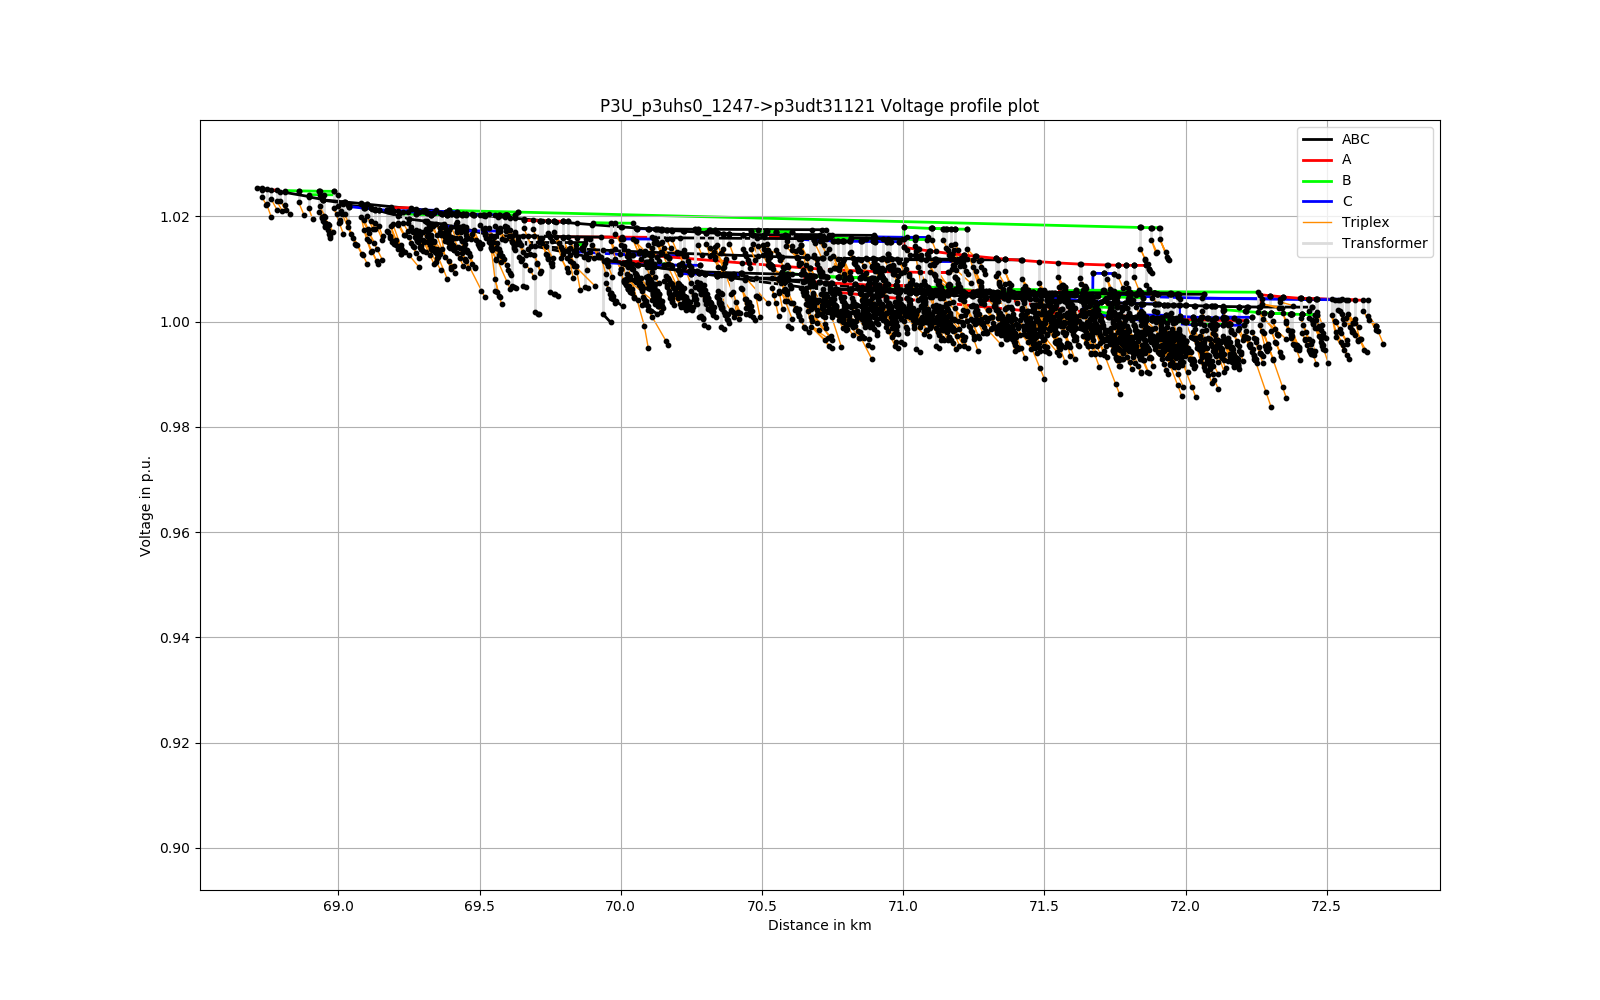 P3U_p3uhs0_1247->p3udt31121 Voltage profile plot
ABC
A
B
C
Triplex
Transformer
1.02
1.00
0.98
0.96
0.94
0.92
0.90
Voltage in p.u.
69.0
69.5
70.0
70.5
71.0
71.5
72.0
72.5
Distance in km